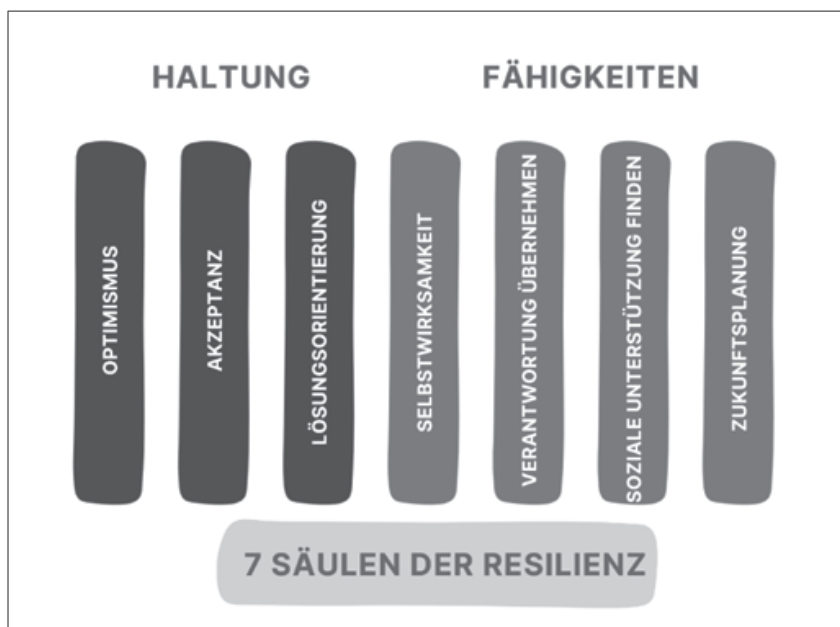 HALTUNG
FÄHIGKEITEN
OPTIMISMUS
AKZEPTANZ
LÖSUNGSORIENTIERUNG
SELBSTWIRKSAMKEIT
VERANTWORTUNG ÜBERNEHMEN
SOZIALE UNTERSTÜTZUNG FINDEN
ZUKUNFTSPLANUNG
7 SÄULEN DER RESILIENZ